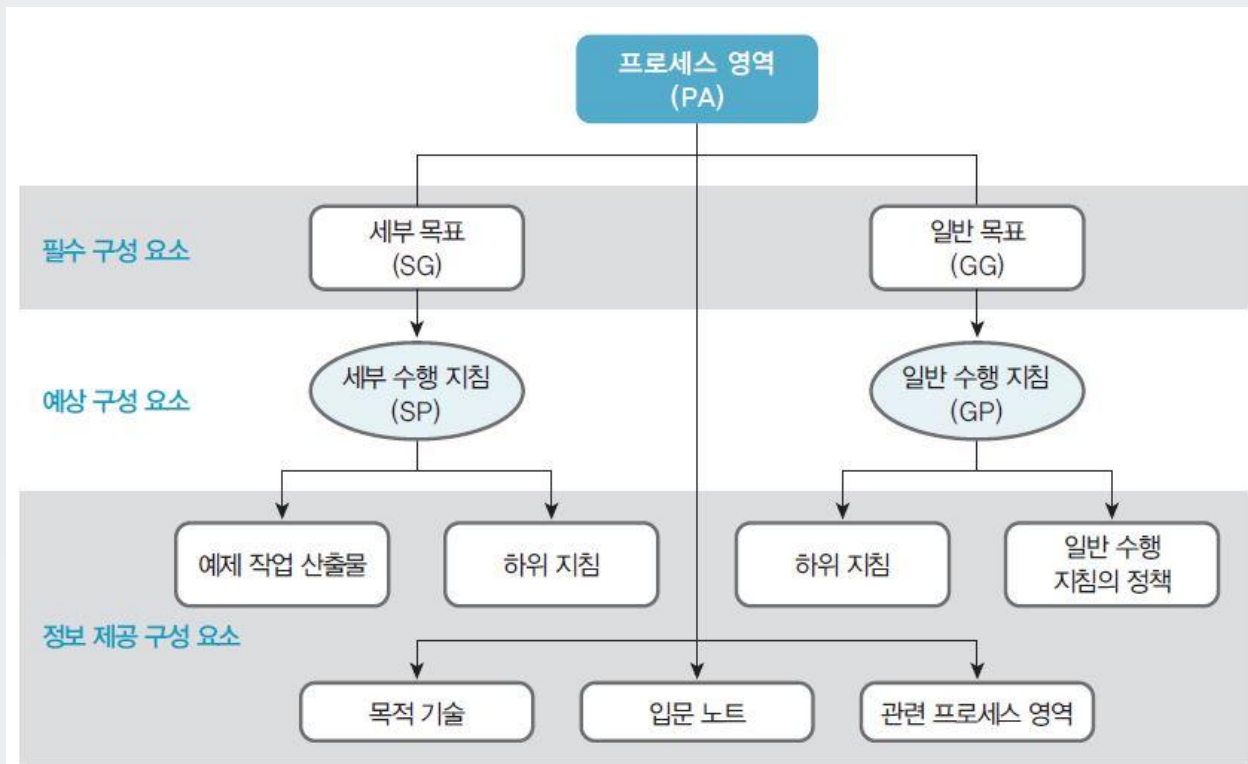 프로세스 영역
(PA)
필수 구성 요소
세부 목표
(SG)
일반 목표
(GG)
예상 구성 요소
세부 수행 지침
(SP)
일반 수행 지침
(GP)
정보 제공 구성 요소
예제 작업 산출물
하위 지침
하위 지침
일반 수행
지침의 정책
목적 기술
입문 노트
관련 프로세스 영역